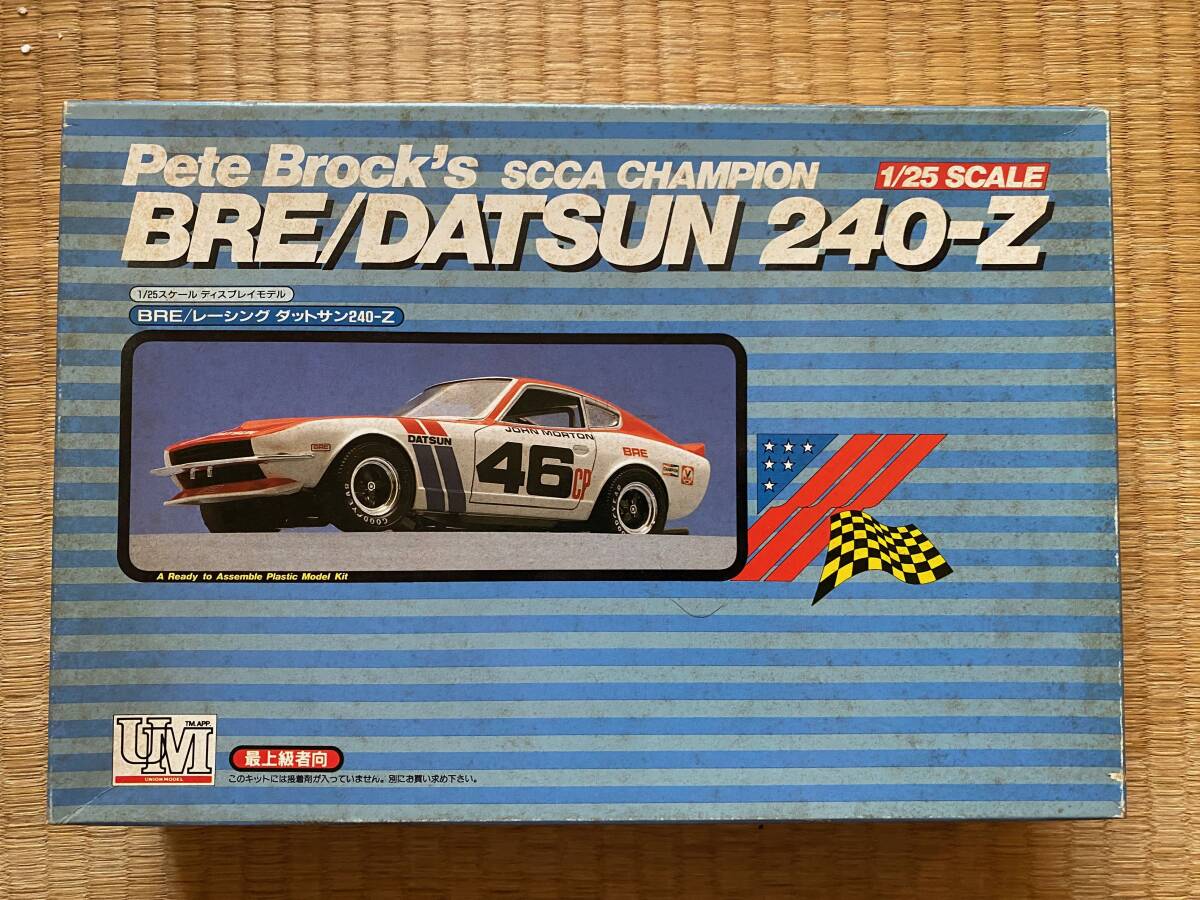 Pete Brock's SCCA CHAMPION 1/25 SCALE
BRE/DATSUN 240-Z
1/25スケール ディスプレイモデル
BRE/レーシング ダットサン240-Z
JOHN MORTON
DATSUN
BRE
46
CP
BRE
GOODYEAR
GOODYEAR
A Ready to Assemble Plastic Model Kit
TM.APP.
UM
UNION MODEL
最上級者向
このキットには接着剤が入っていません。別にお買い求め下さい。